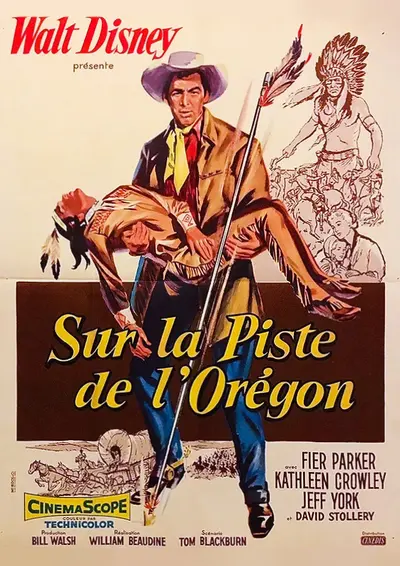 Walt Disney
présente
Sur la Piste
de l'Orégon
avec
FIER PARKER
KATHLEEN CROWLEY
JEFF YORK
et DAVID STOLLERY
CINEMASCOPE
COULEUR PAR
TECHNICOLOR
Production
BILL WALSH
Réalisation
WILLIAM BEAUDINE
Scénario
TOM BLACKBURN
Distribution
CINEDIS